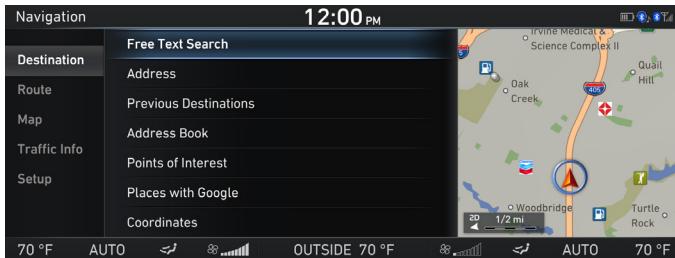 Navigation
12:00 PM
Destination
Route
Map
Traffic Info
Setup
Free Text Search
Address
Previous Destinations
Address Book
Points of Interest
Places with Google
Coordinates
Irvine Medical &
Science Complex II
5
Quail
Hill
Oak
Creek
405
Woodbridge
Turtle
Rock
2D
1/2 mi
70 °F AUTO OUTSIDE 70 °F AUTO 70 °F